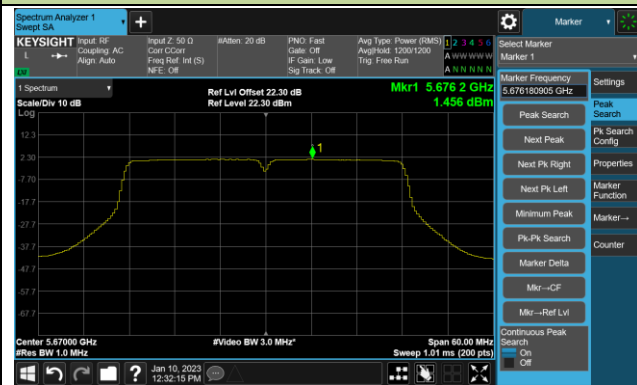 Spectrum Analyzer 1
Swept SA
Marker
KEYSIGHT
L
Input: RF
Coupling: AC
Align: Auto
Input Z: 50 Ω
Corr CCorr
Freq Ref: Int (S)
NFE: Off
#Atten: 20 dB
PNO: Fast
Gate: Off
IF Gain: Low
Sig Track: Off
Avg Type: Power (RMS)
Avg|Hold: 1200/1200
Trig: Free Run
1 2 3 4 5 6
A W W W W W
A N N N N N
Select Marker
Marker 1
1 Spectrum
Scale/Div 10 dB
Log
Ref Lvl Offset 22.30 dB
Ref Level 22.30 dBm
Mkr1 5.676 2 GHz
1.456 dBm
12.3
2.30
-7.70
-17.7
-27.7
-37.7
-47.7
-57.7
-67.7
1
Center 5.67000 GHz
#Res BW 1.0 MHz
#Video BW 3.0 MHz*
Span 60.00 MHz
Sweep 1.01 ms (200 pts)
Marker Frequency
5.676180905 GHz
Peak Search
Next Peak
Next Pk Right
Next Pk Left
Minimum Peak
Pk-Pk Search
Marker Delta
Mkr→CF
Mkr→Ref Lvl
Continuous Peak
Search
On
Off
Settings
Peak
Search
Pk Search
Config
Properties
Marker
Function
Marker→
Counter
?
Jan 10, 2023
12:32:15 PM